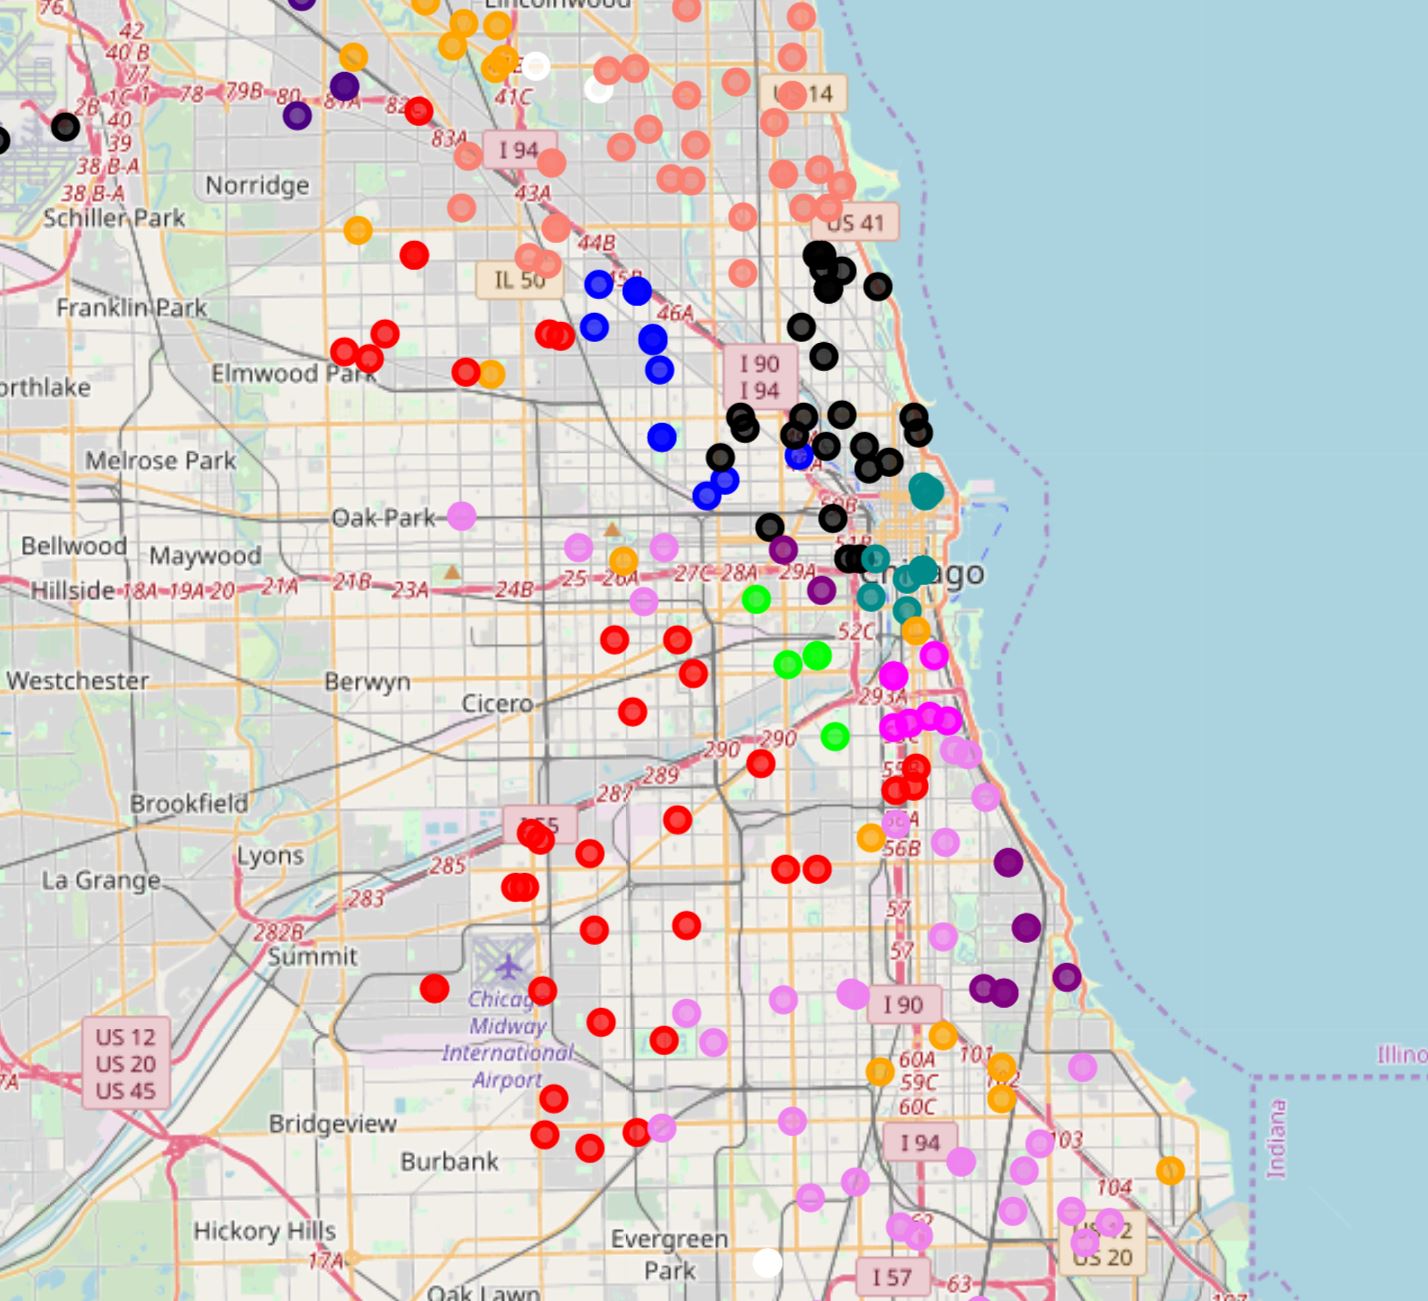 76
Lincolnwood
42
40 B
77
1C 1
78
79B
80
81A
82
41C
US 14
2B
40
39
38 B-A
38 B-A
83A
I 94
Norridge
43A
Schiller Park
US 41
44B
IL 50
45B
Franklin Park
46A
I 90
I 94
Elmwood Park
Melrose Park
50B
Oak Park
51B
Bellwood
Maywood
Chicago
Hillside
18A
19A
20
21A
21B
23A
24B
25
26A
27C
28A
29A
52C
Westchester
Berwyn
Cicero
293A
290
290
289
287
55B
Brookfield
I 55
56A
56B
Lyons
285
La Grange
283
57
282B
Summit
57
Chicago
Midway
International
Airport
I 90
US 12
US 20
US 45
7A
101
102
60A
59C
60C
Illino
Indiana
Bridgeview
I 94
103
Burbank
104
Hickory Hills
62
17A
Evergreen
Park
US 12
US 20
I 57
63
Oak Lawn
107